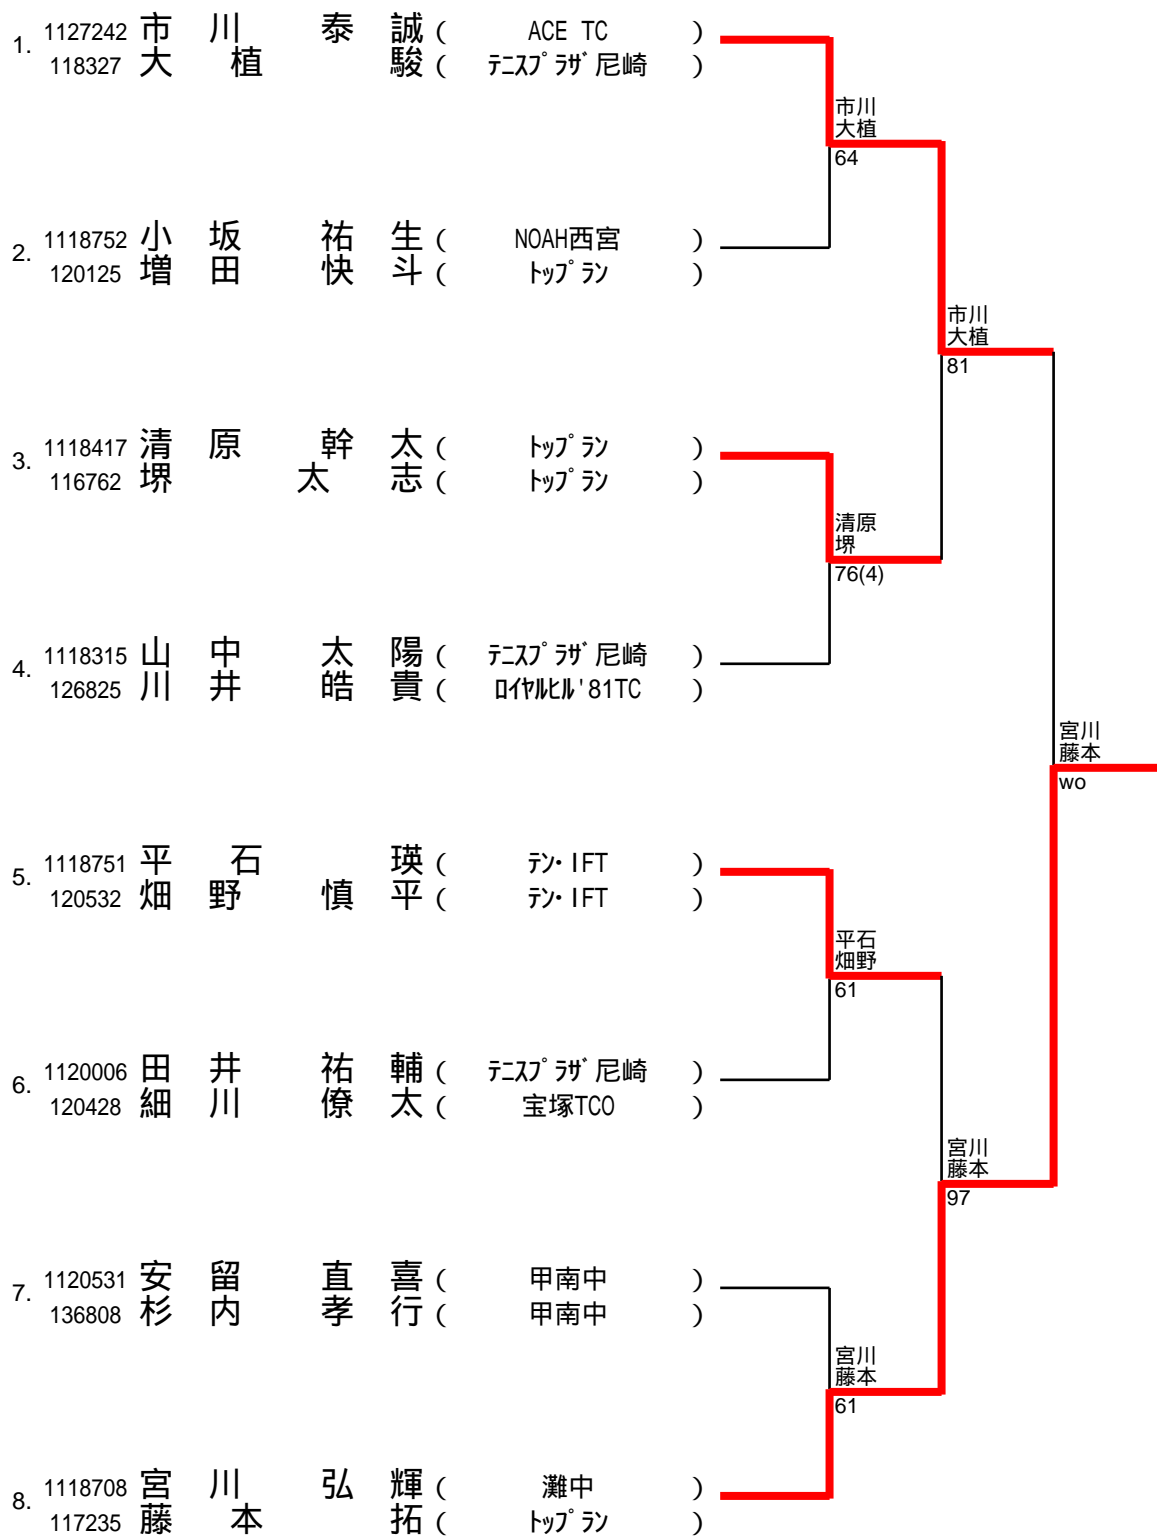 1. 1127242 市川 泰誠 ( ACE TC )
118327 大植 駿 ( ﾃﾆｽﾌﾟﾗｻﾞ尼崎 )
市川
大植
64
2. 1118752 小坂 祐生 ( NOAH西宮 )
120125 増田 快斗 ( ﾄｯﾌﾟﾗﾝ )
市川
大植
81
3. 1118417 清原 幹太 ( ﾄｯﾌﾟﾗﾝ )
116762 堺 太志 ( ﾄｯﾌﾟﾗﾝ )
清原
堺
76(4)
4. 1118315 山中 太陽 ( ﾃﾆｽﾌﾟﾗｻﾞ尼崎 )
126825 川井 皓貴 ( ﾛｲﾔﾙﾋﾙ'81TC )
宮川
藤本
wo
5. 1118751 平石 瑛 ( ﾃﾝ･IFT )
120532 畑野 慎平 ( ﾃﾝ･IFT )
平石
畑野
61
6. 1120006 田井 祐輔 ( ﾃﾆｽﾌﾟﾗｻﾞ尼崎 )
120428 細川 僚太 ( 宝塚TCO )
宮川
藤本
97
7. 1120531 安留 直喜 ( 甲南中 )
136808 杉内 孝行 ( 甲南中 )
宮川
藤本
61
8. 1118708 宮川 弘輝 ( 灘中 )
117235 藤本 拓 ( ﾄｯﾌﾟﾗﾝ )